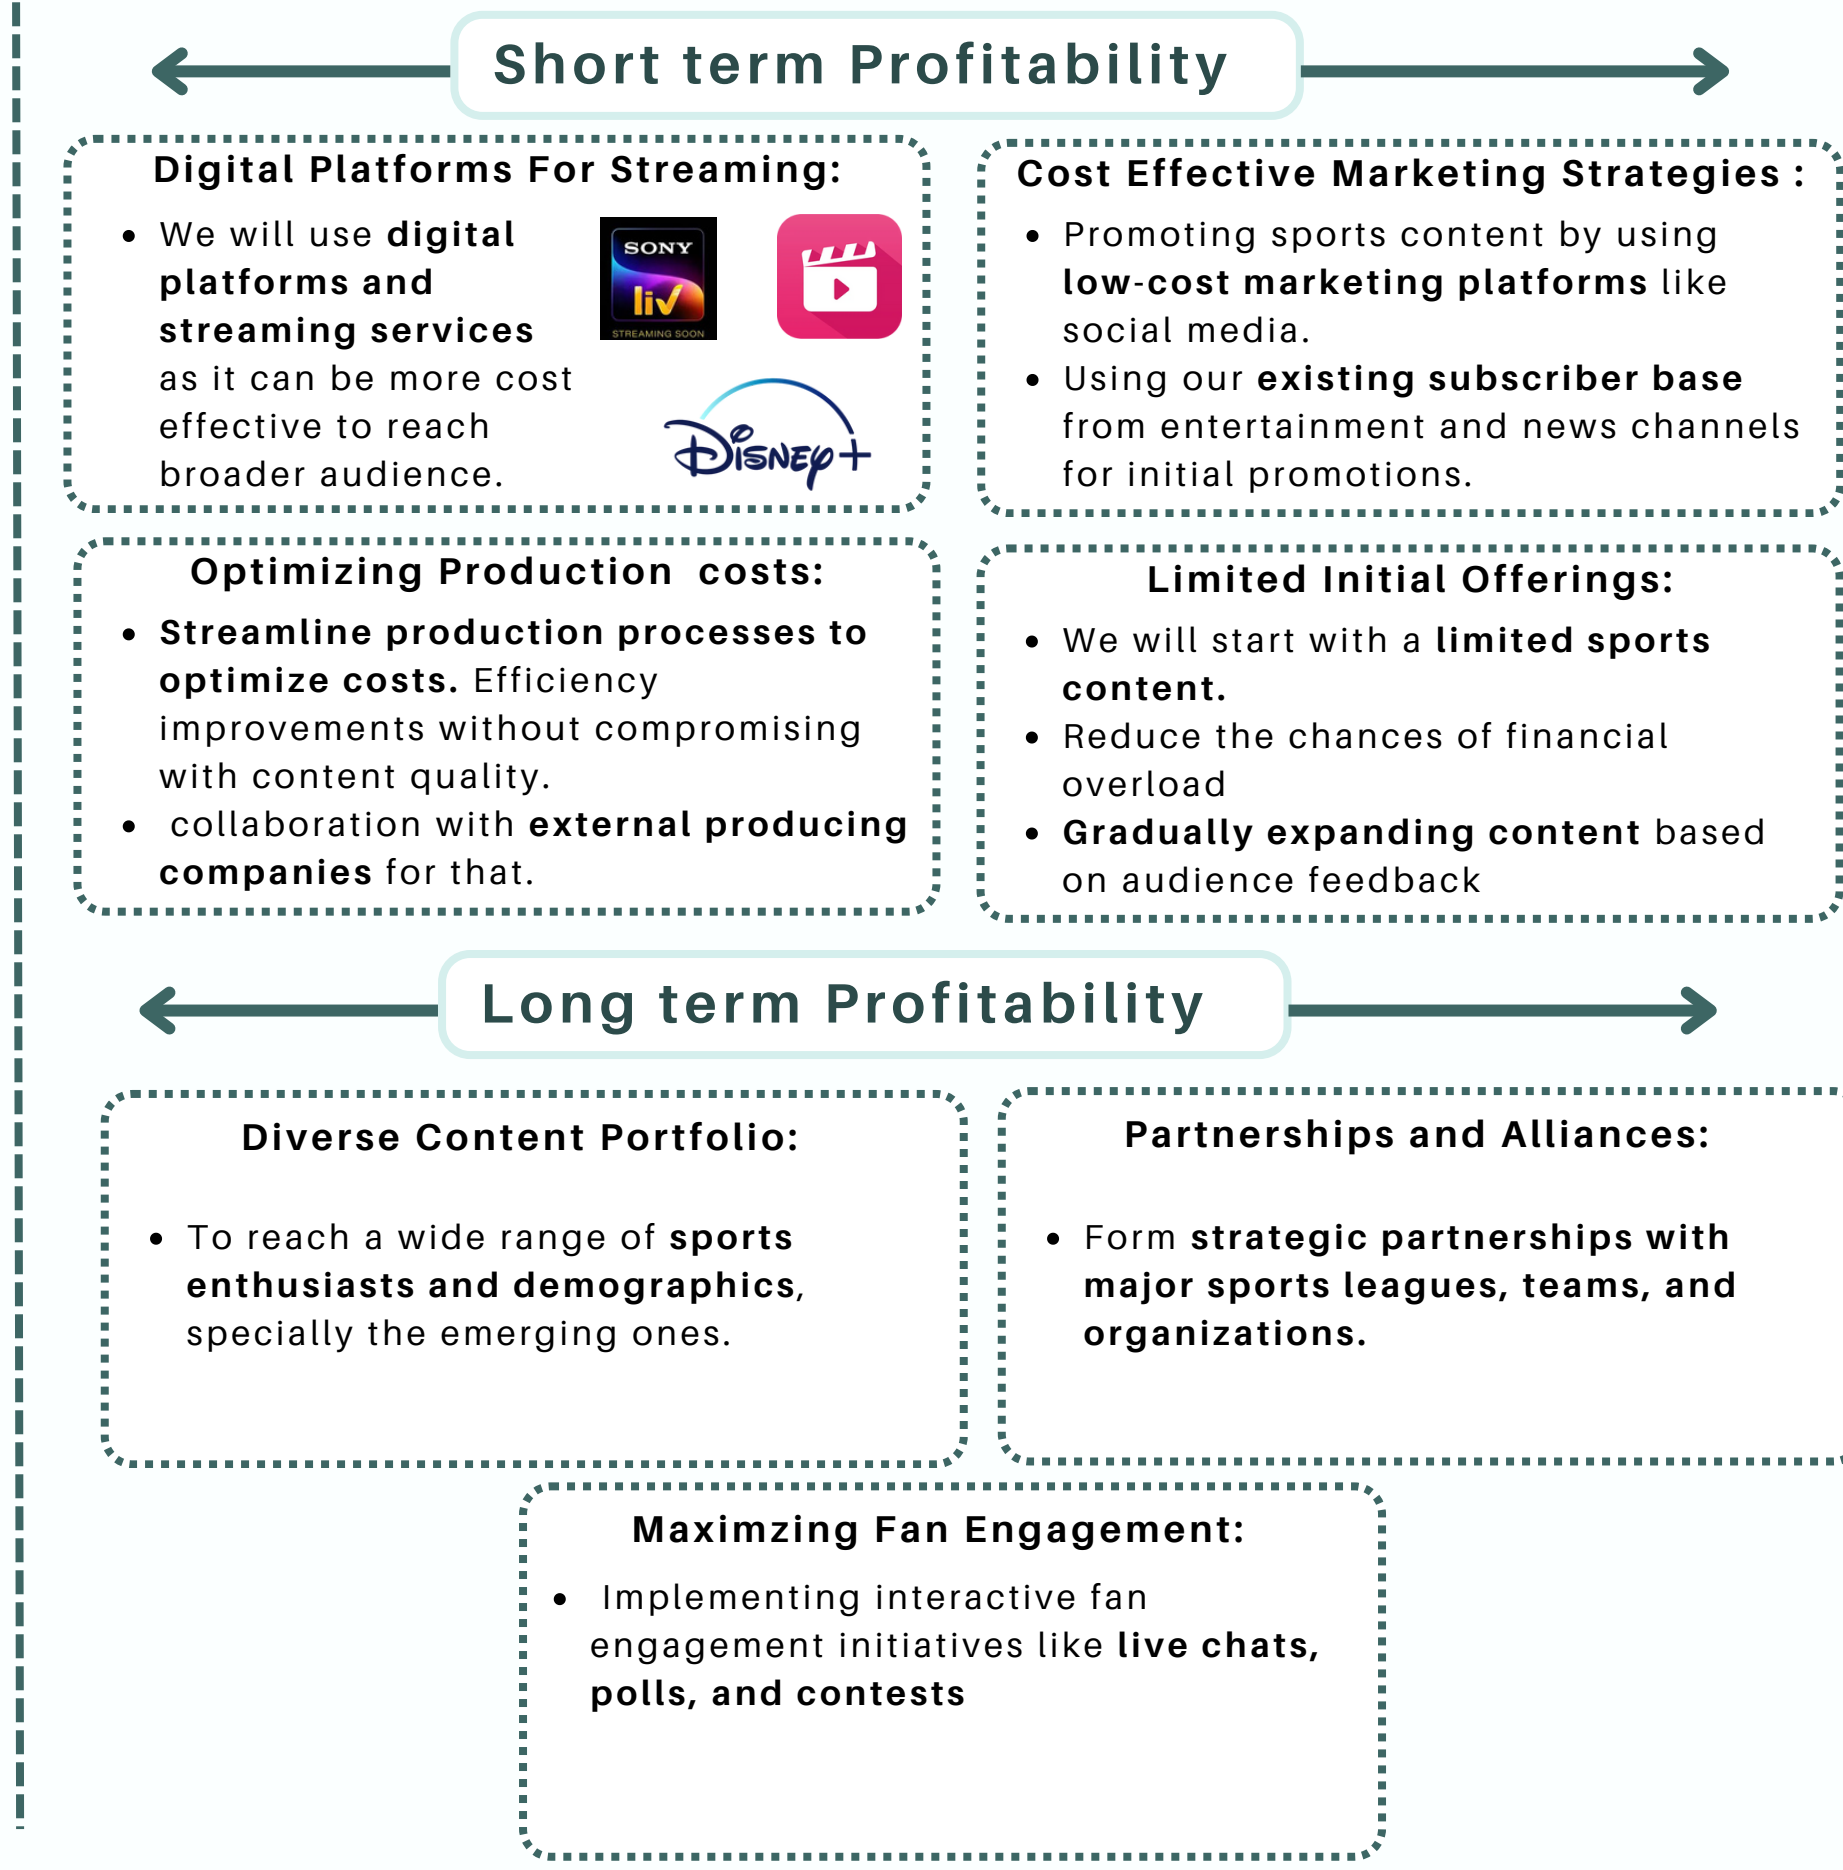 Short term Profitability
Digital Platforms For Streaming:
• We will use digital
platforms and
streaming services
as it can be more cost
effective to reach
broader audience.
SONY
liv
STREAMING SOON
Disney+
Cost Effective Marketing Strategies :
• Promoting sports content by using
low-cost marketing platforms like
social media.
• Using our existing subscriber base
from entertainment and news channels
for initial promotions.
Optimizing Production costs:
• Streamline production processes to
optimize costs. Efficiency
improvements without compromising
with content quality.
• collaboration with external producing
companies for that.
Limited Initial Offerings:
• We will start with a limited sports
content.
• Reduce the chances of financial
overload
• Gradually expanding content based
on audience feedback
Long term Profitability
Diverse Content Portfolio:
• To reach a wide range of sports
enthusiasts and demographics,
specially the emerging ones.
Partnerships and Alliances:
• Form strategic partnerships with
major sports leagues, teams, and
organizations.
Maximzing Fan Engagement:
• Implementing interactive fan
engagement initiatives like live chats,
polls, and contests